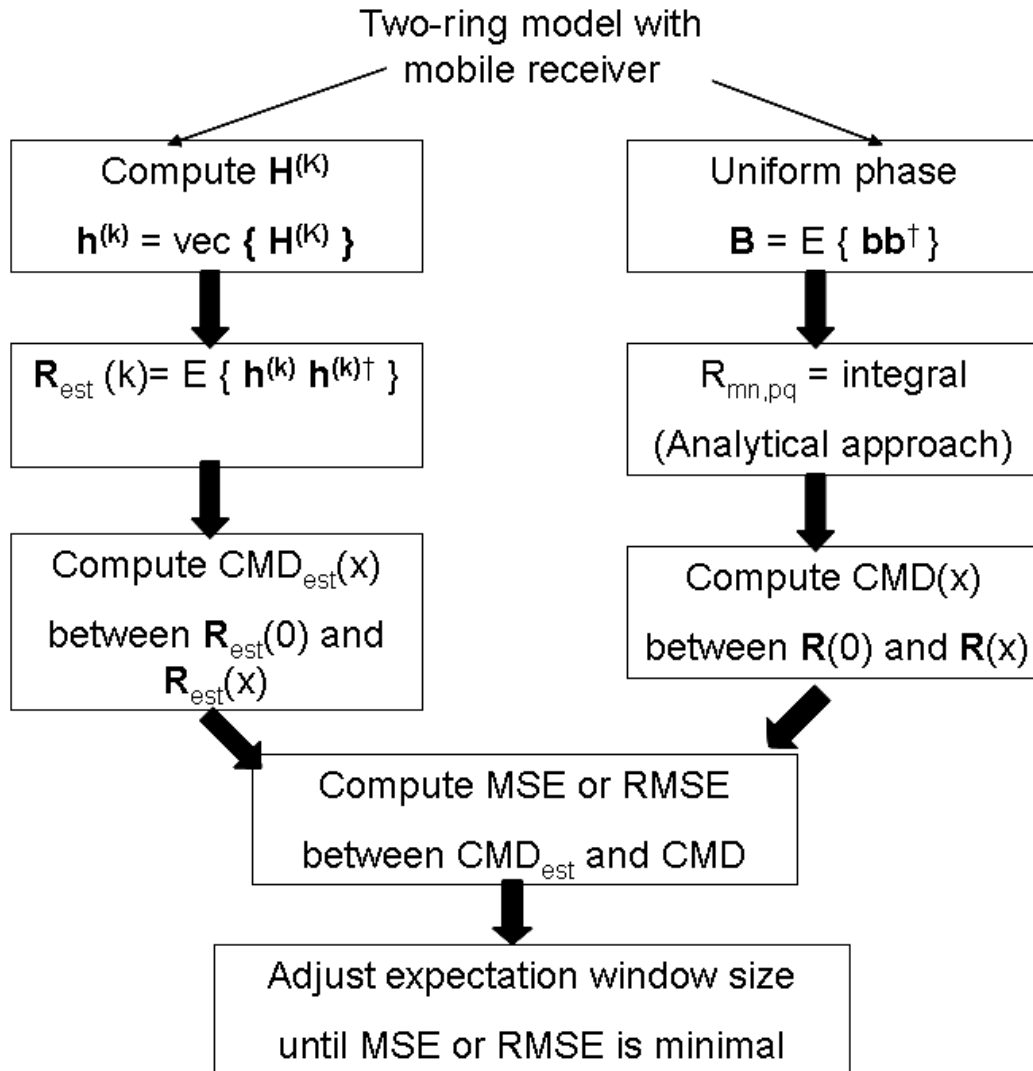 Two-ring model with
mobile receiver
Compute H^(K)
h^(k) = vec { H^(K) }
R_est (k)= E { h^(k) h^(k)† }
Compute CMD_est(x)
between R_est(0) and
R_est(x)
Uniform phase
B = E { bb† }
R_mn,pq = integral
(Analytical approach)
Compute CMD(x)
between R(0) and R(x)
Compute MSE or RMSE
between CMD_est and CMD
Adjust expectation window size
until MSE or RMSE is minimal